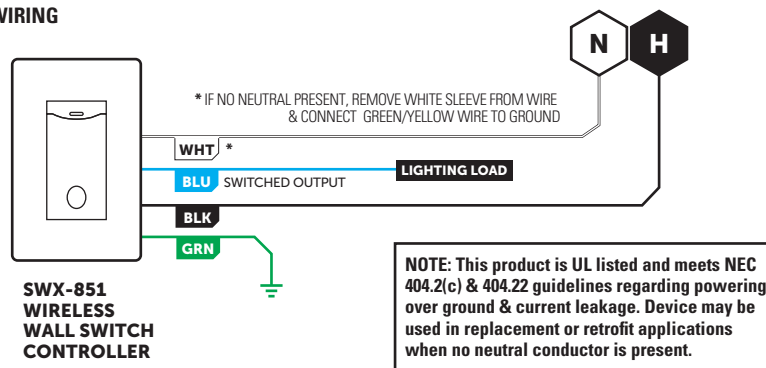 WIRING
N H
* IF NO NEUTRAL PRESENT, REMOVE WHITE SLEEVE FROM WIRE
& CONNECT GREEN/YELLOW WIRE TO GROUND
WHT *
BLU SWITCHED OUTPUT LIGHTING LOAD
BLK
GRN
SWX-851
WIRELESS
WALL SWITCH
CONTROLLER
NOTE: This product is UL listed and meets NEC
404.2(c) & 404.22 guidelines regarding powering
over ground & current leakage. Device may be
used in replacement or retrofit applications
when no neutral conductor is present.